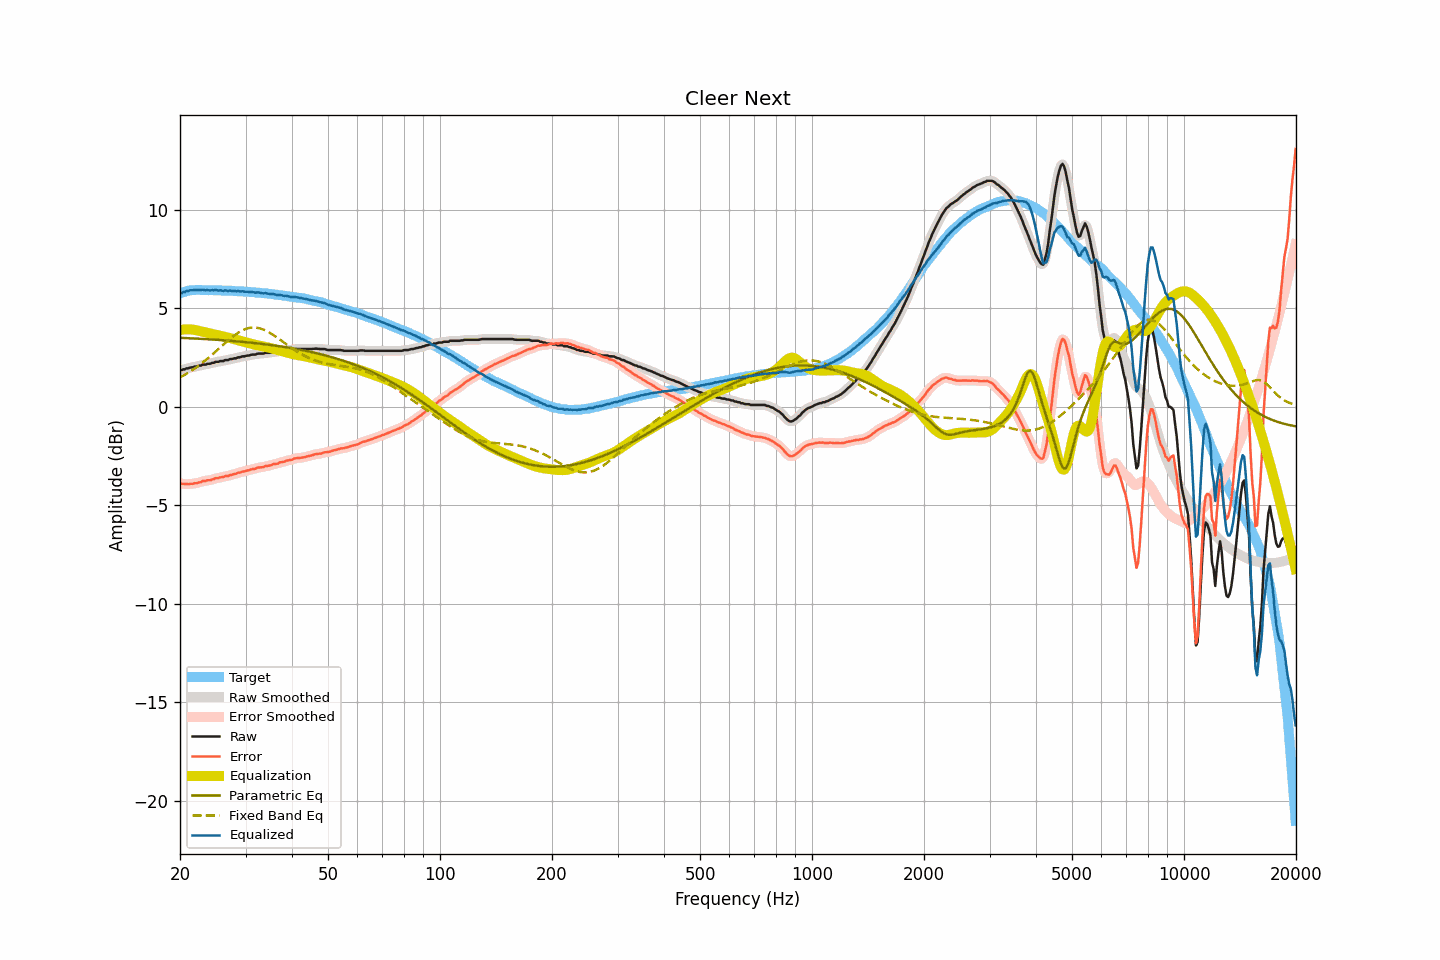 Cleer Next
Amplitude (dBr)
10
5
0
−5
−10
−15
−20
Target
Raw Smoothed
Error Smoothed
Raw
Error
Equalization
Parametric Eq
Fixed Band Eq
Equalized
20 50 100 200 500 1000 2000 5000 10000 20000
Frequency (Hz)